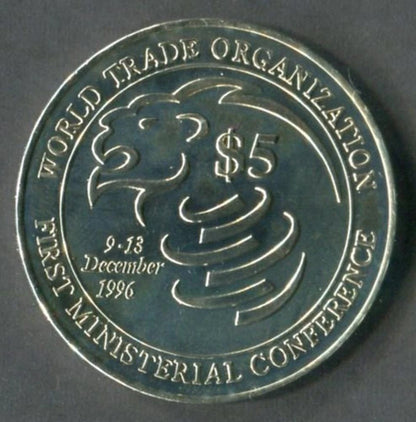 WORLD TRADE ORGANIZATION
$5
9-13
December
1996
FIRST MINISTERIAL CONFERENCE